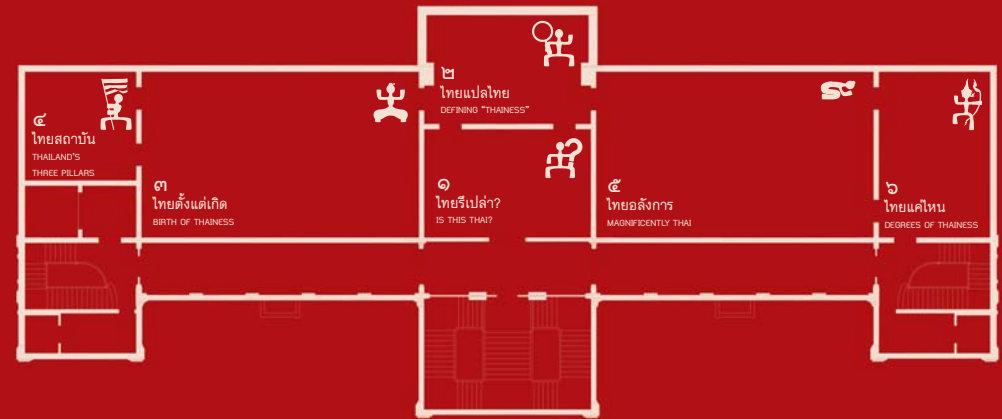 ๑
ไทยรึเปล่า?
IS THIS THAI?
๒
ไทยแปลไทย
DEFINING "THAINESS"
๓
ไทยตั้งแต่เกิด
BIRTH OF THAINESS
๔
ไทยสถาบัน
THAILAND'S
THREE PILLARS
๕
ไทยอลังการ
MAGNIFICENTLY THAI
๖
ไทยแค่ไหน
DEGREES OF THAINESS